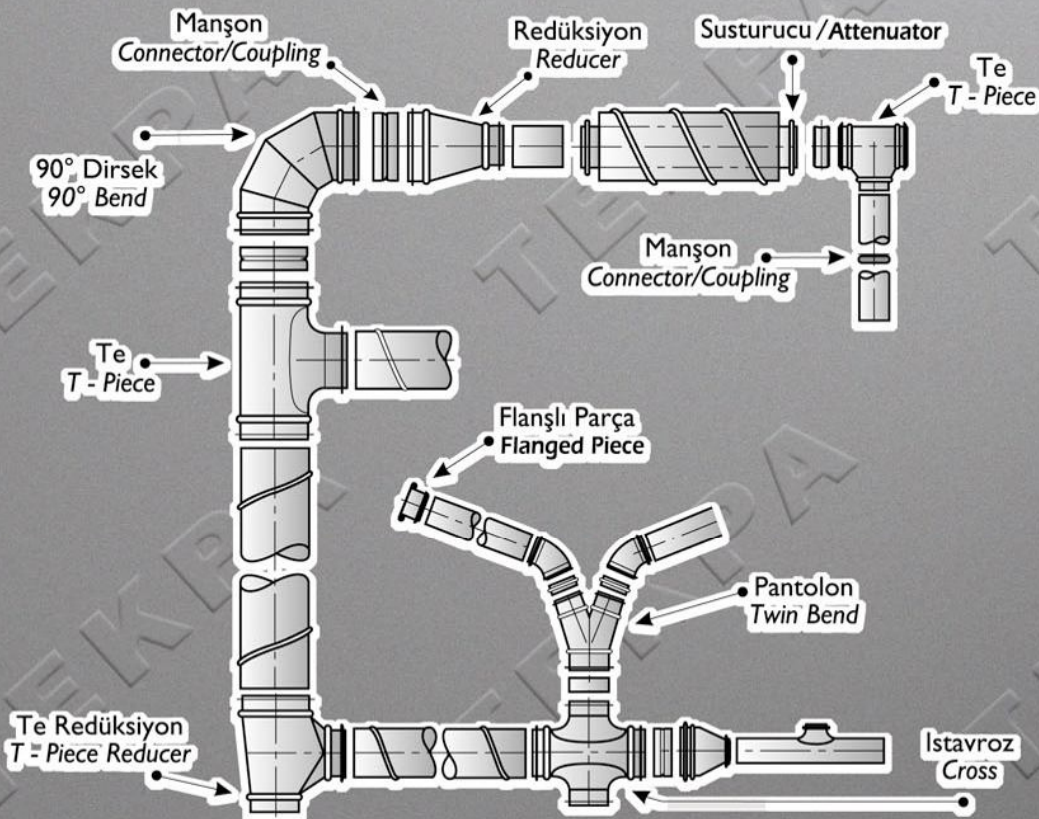 Manşon
Connector/Coupling
Redüksiyon
Reducer
Susturucu /Attenuator
Te
T - Piece
90° Dirsek
90° Bend
Manşon
Connector/Coupling
Te
T - Piece
Flanşlı Parça
Flanged Piece
Pantolon
Twin Bend
Te Redüksiyon
T - Piece Reducer
Istavroz
Cross
TEKPA